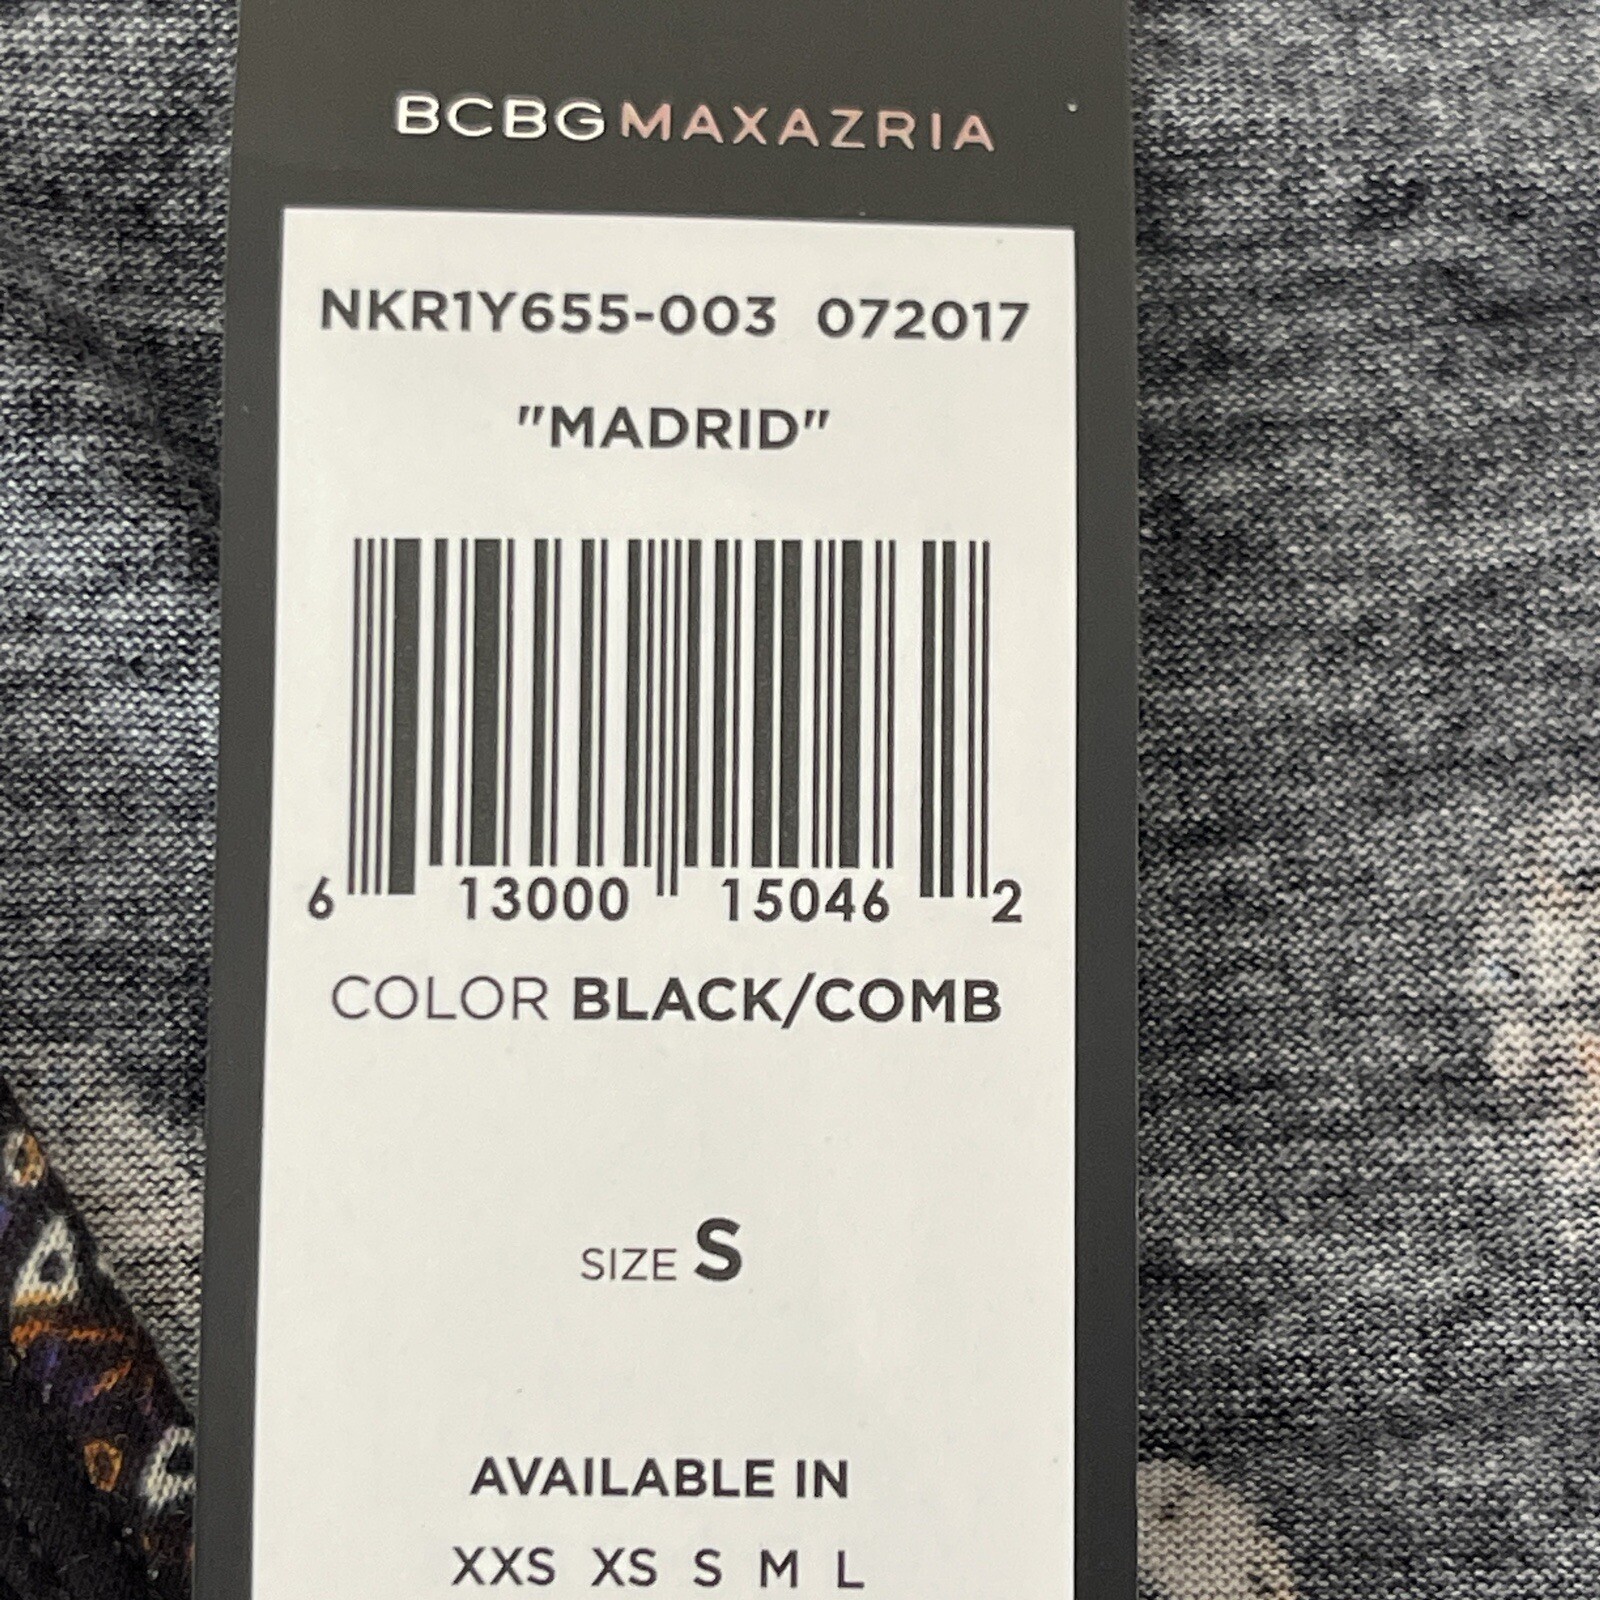 BCBGMAXAZRIA
NKR1Y655-003 072017
"MADRID"
6 13000 15046 2
COLOR BLACK/COMB
SIZE S
AVAILABLE IN
XXS XS S M L